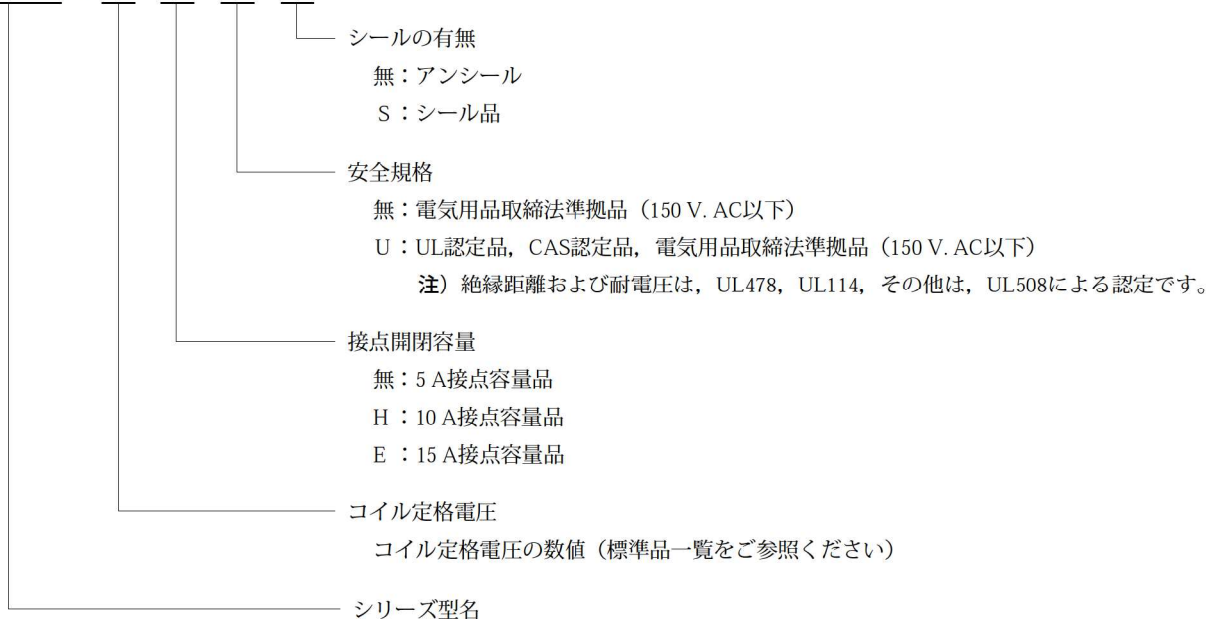 シールの有無
無：アンシール
S：シール品
安全規格
無：電気用品取締法準拠品（150 V. AC以下）
U：UL認定品，CAS認定品，電気用品取締法準拠品（150 V. AC以下）
注）絶縁距離および耐電圧は，UL478，UL114，その他は，UL508による認定です。
接点開閉容量
無：5 A接点容量品
H：10 A接点容量品
E：15 A接点容量品
コイル定格電圧
コイル定格電圧の数値（標準品一覧をご参照ください）
シリーズ型名